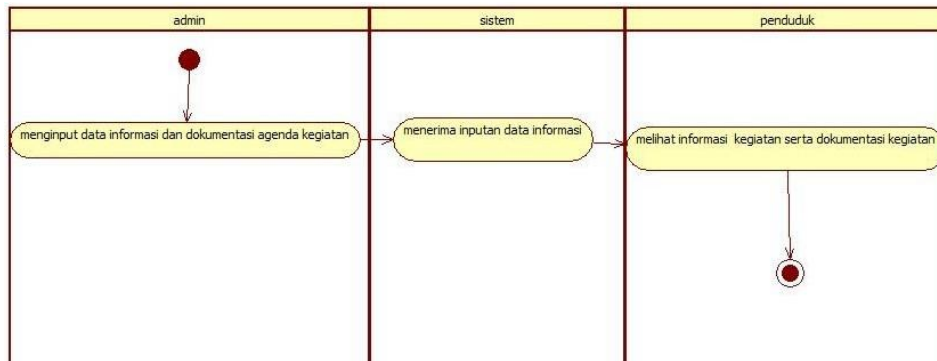 admin
sistem
penduduk
menginput data informasi dan dokumentasi agenda kegiatan
menerima inputan data informasi
melihat informasi kegiatan serta dokumentasi kegiatan